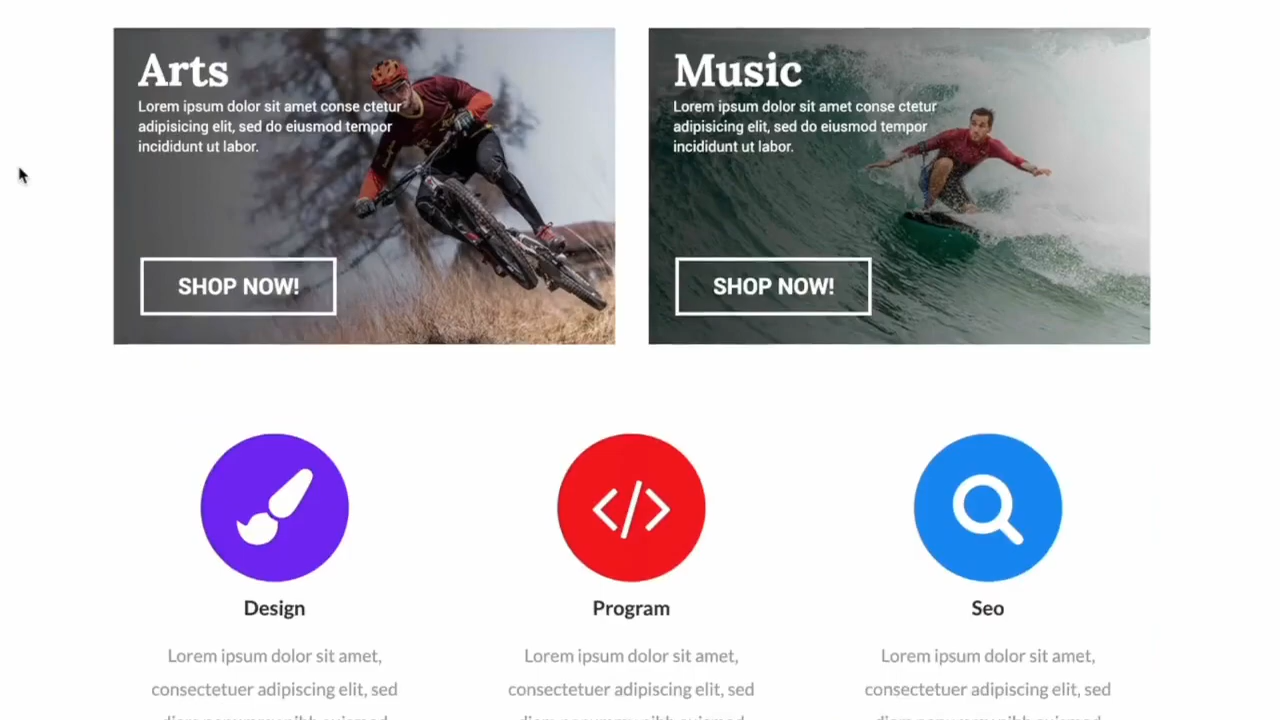 Arts
Lorem ipsum dolor sit amet conse ctetur
adipisicing elit, sed do eiusmod tempor
incididunt ut labor.
SHOP NOW!
Music
Lorem ipsum dolor sit amet conse ctetur
adipisicing elit, sed do eiusmod tempor
incididunt ut labor.
SHOP NOW!
Design
Lorem ipsum dolor sit amet,
consectetuer adipiscing elit, sed
Program
Lorem ipsum dolor sit amet,
consectetuer adipiscing elit, sed
Seo
Lorem ipsum dolor sit amet,
consectetuer adipiscing elit, sed